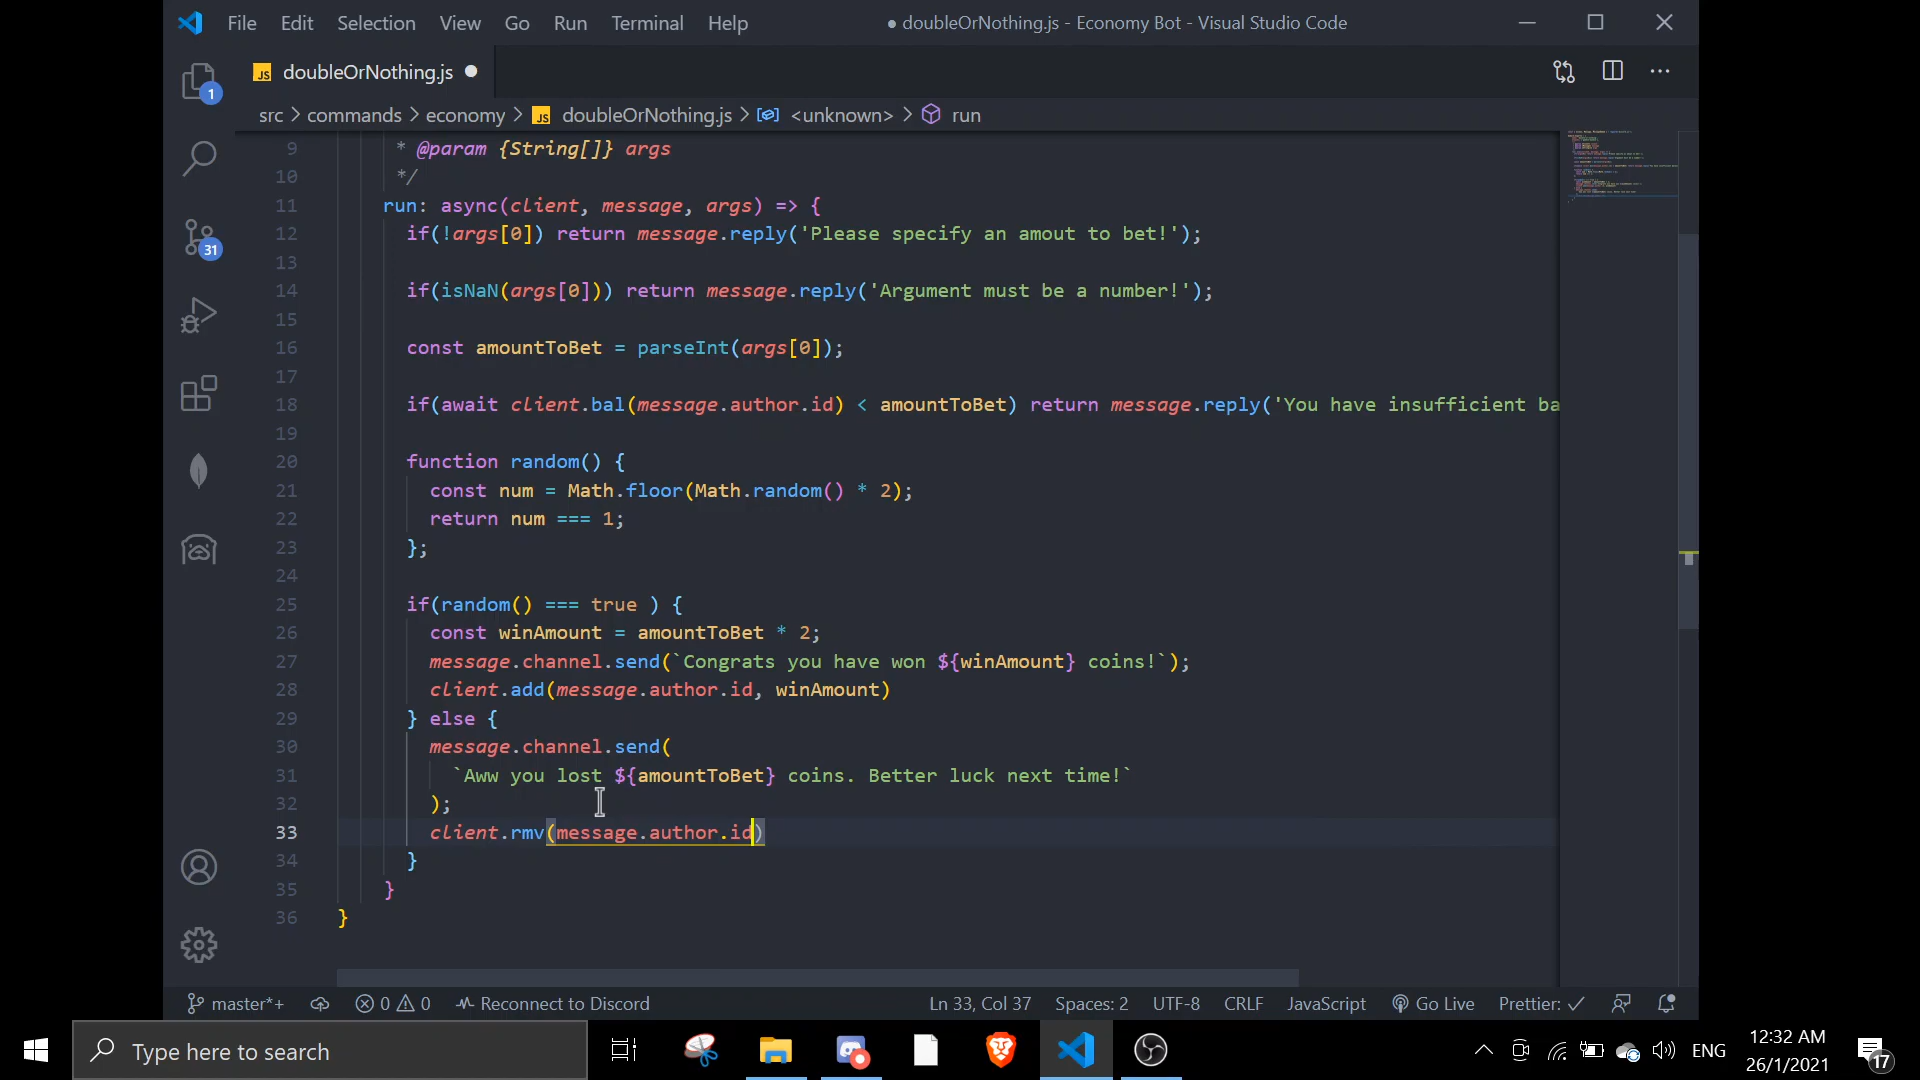 File Edit Selection View Go Run Terminal Help ● doubleOrNothing.js - Economy Bot - Visual Studio Code
JS doubleOrNothing.js
1
src > commands > economy > JS doubleOrNothing.js > <unknown> > run
9 * @param {String[]} args
10 */
11 run: async(client, message, args) => {
12 if(!args[0]) return message.reply('Please specify an amout to bet!');
13
14 if(isNaN(args[0])) return message.reply('Argument must be a number!');
15
16 const amountToBet = parseInt(args[0]);
17
18 if(await client.bal(message.author.id) < amountToBet) return message.reply('You have insufficient ba
19
20 function random() {
21 const num = Math.floor(Math.random() * 2);
22 return num === 1;
23 };
24
25 if(random() === true ) {
26 const winAmount = amountToBet * 2;
27 message.channel.send(`Congrats you have won ${winAmount} coins!`);
28 client.add(message.author.id, winAmount)
29 } else {
30 message.channel.send(
31 `Aww you lost ${amountToBet} coins. Better luck next time!`
32 );
33 client.rmv(message.author.id)
34 }
35 }
36 }
31
master*+ 0 0 Reconnect to Discord Ln 33, Col 37 Spaces: 2 UTF-8 CRLF JavaScript Go Live Prettier: ✓
Type here to search
ENG
12:32 AM
26/1/2021
17